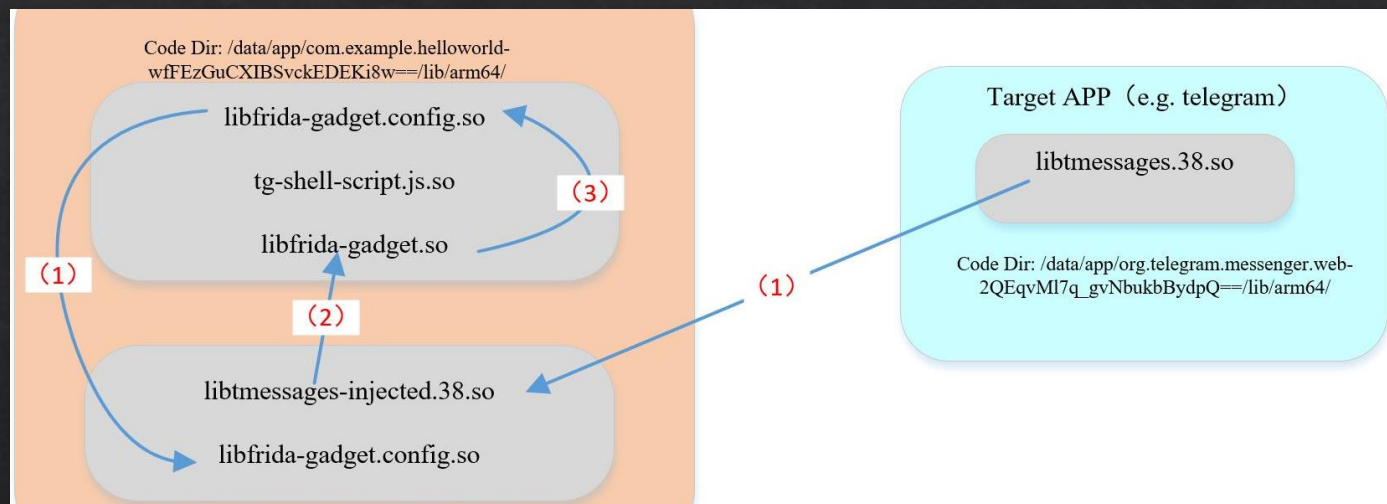 Code Dir: /data/app/com.example.helloworld-
wfFEzGuCXIBSvckEDEKi8w==/lib/arm64/
libfrida-gadget.config.so
tg-shell-script.js.so
libfrida-gadget.so
(3)
(1)
(2)
libtmessages-injected.38.so
libfrida-gadget.config.so
(1)
Target APP（e.g. telegram）
libtmessages.38.so
Code Dir: /data/app/org.telegram.messenger.web-
2QEqvMl7q_gvNbukbBydpQ==/lib/arm64/